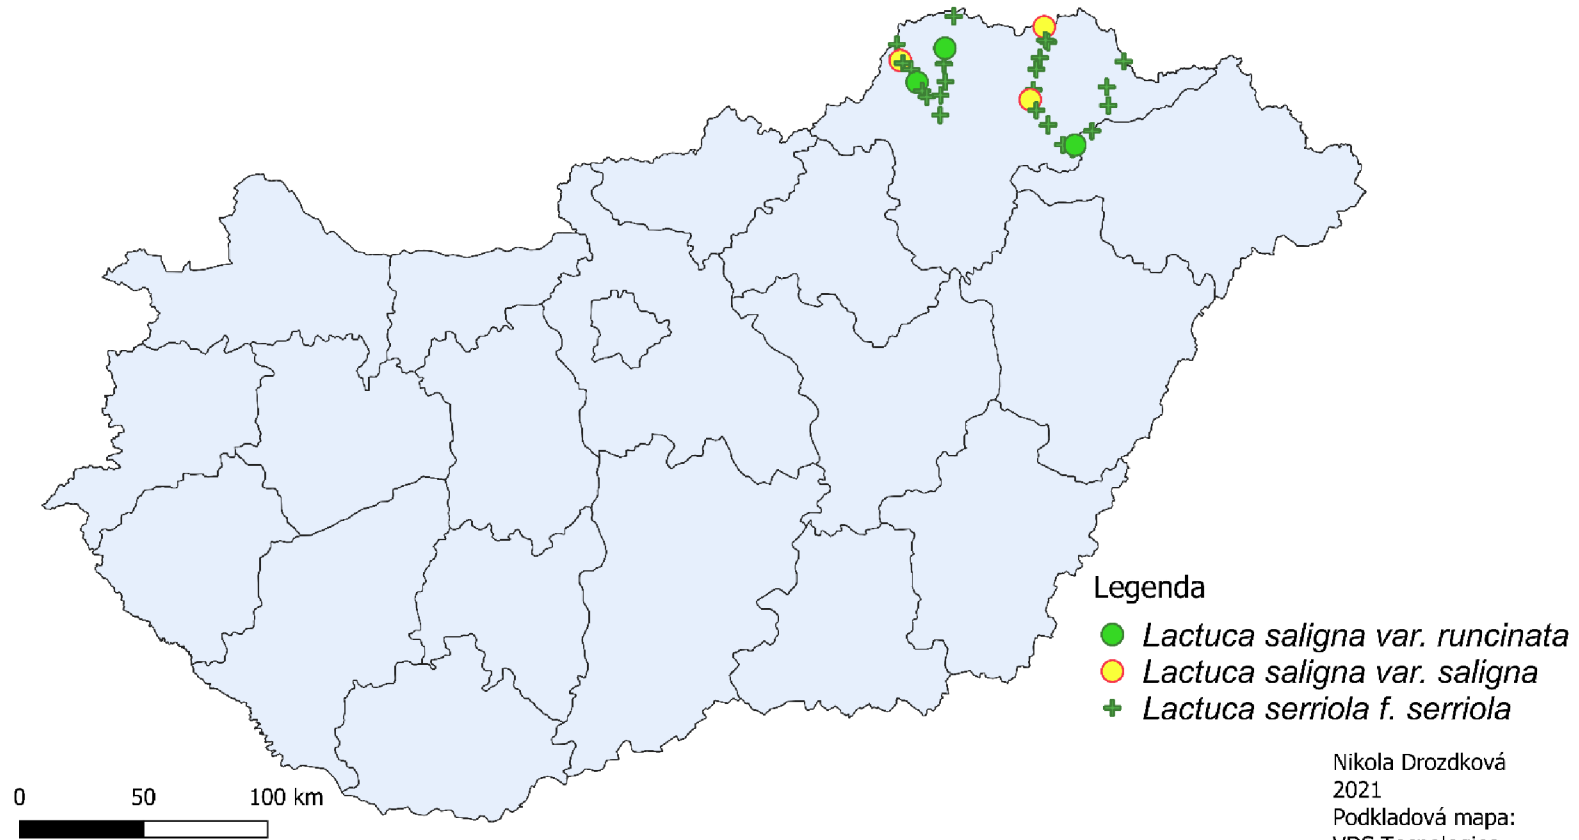 Legenda
Lactuca saligna var. runcinata
Lactuca saligna var. saligna
Lactuca serriola f. serriola
Nikola Drozdková
2021
Podkladová mapa:
0 50 100 km